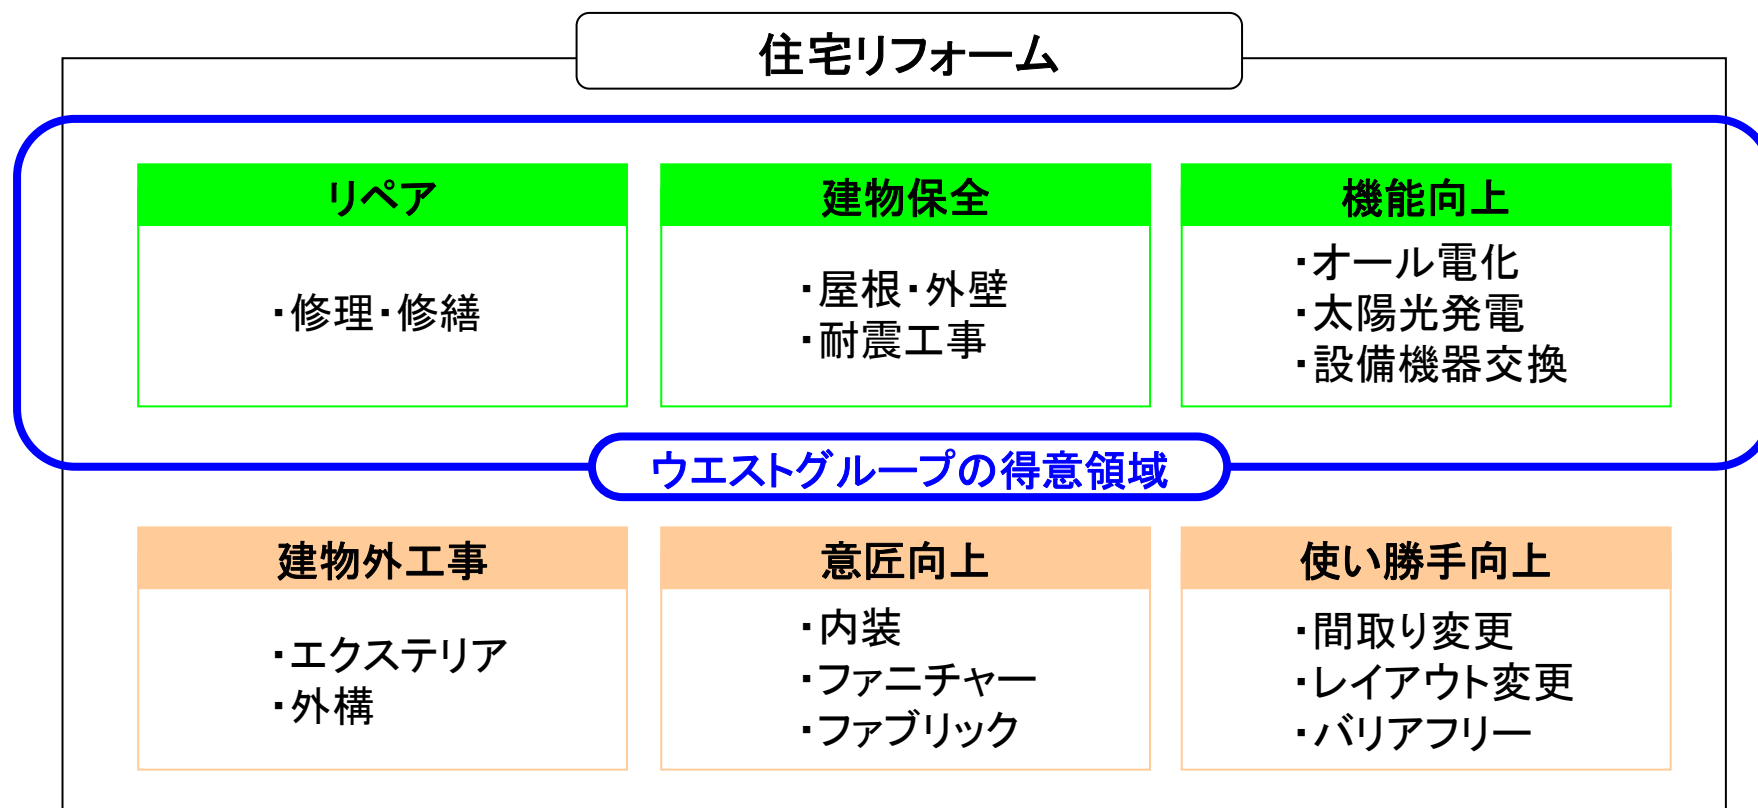 住宅リフォーム
リペア
・修理・修繕
建物保全
・屋根・外壁
・耐震工事
機能向上
・オール電化
・太陽光発電
・設備機器交換
ウエストグループの得意領域
建物外工事
・エクステリア
・外構
意匠向上
・内装
・ファニチャー
・ファブリック
使い勝手向上
・間取り変更
・レイアウト変更
・バリアフリー